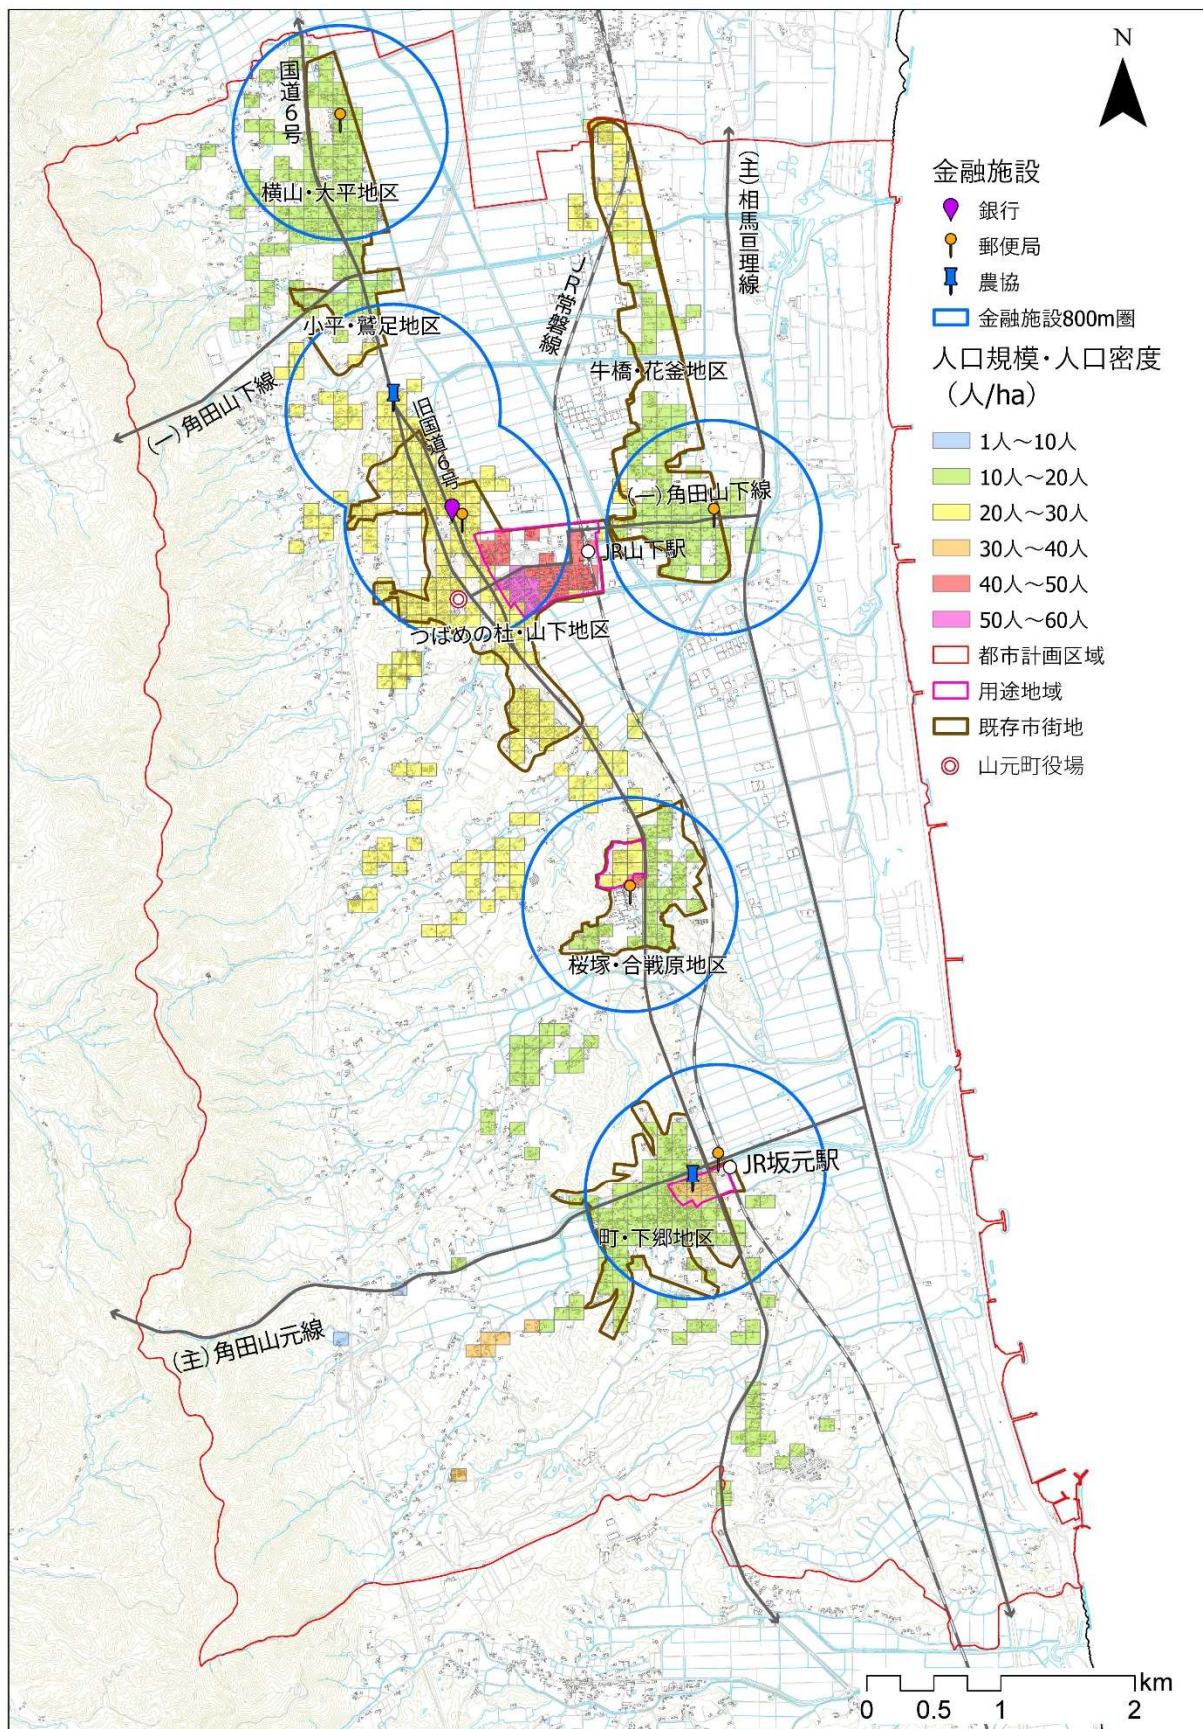 N
金融施設
銀行
郵便局
農協
金融施設800m圏
人口規模・人口密度
（人/ha）
1人～10人
10人～20人
20人～30人
30人～40人
40人～50人
50人～60人
都市計画区域
用途地域
既存市街地
山元町役場
国道6号
横山・大平地区
(主)相馬亘理線
JR常磐線
小平・鷲足地区
牛橋・花釜地区
(一)角田山下線
旧国道6号
(一)角田山下線
JR山下駅
つばめの杜・山下地区
桜塚・合戦原地区
JR坂元駅
町・下郷地区
(主)角田山元線
km
0 0.5 1 2